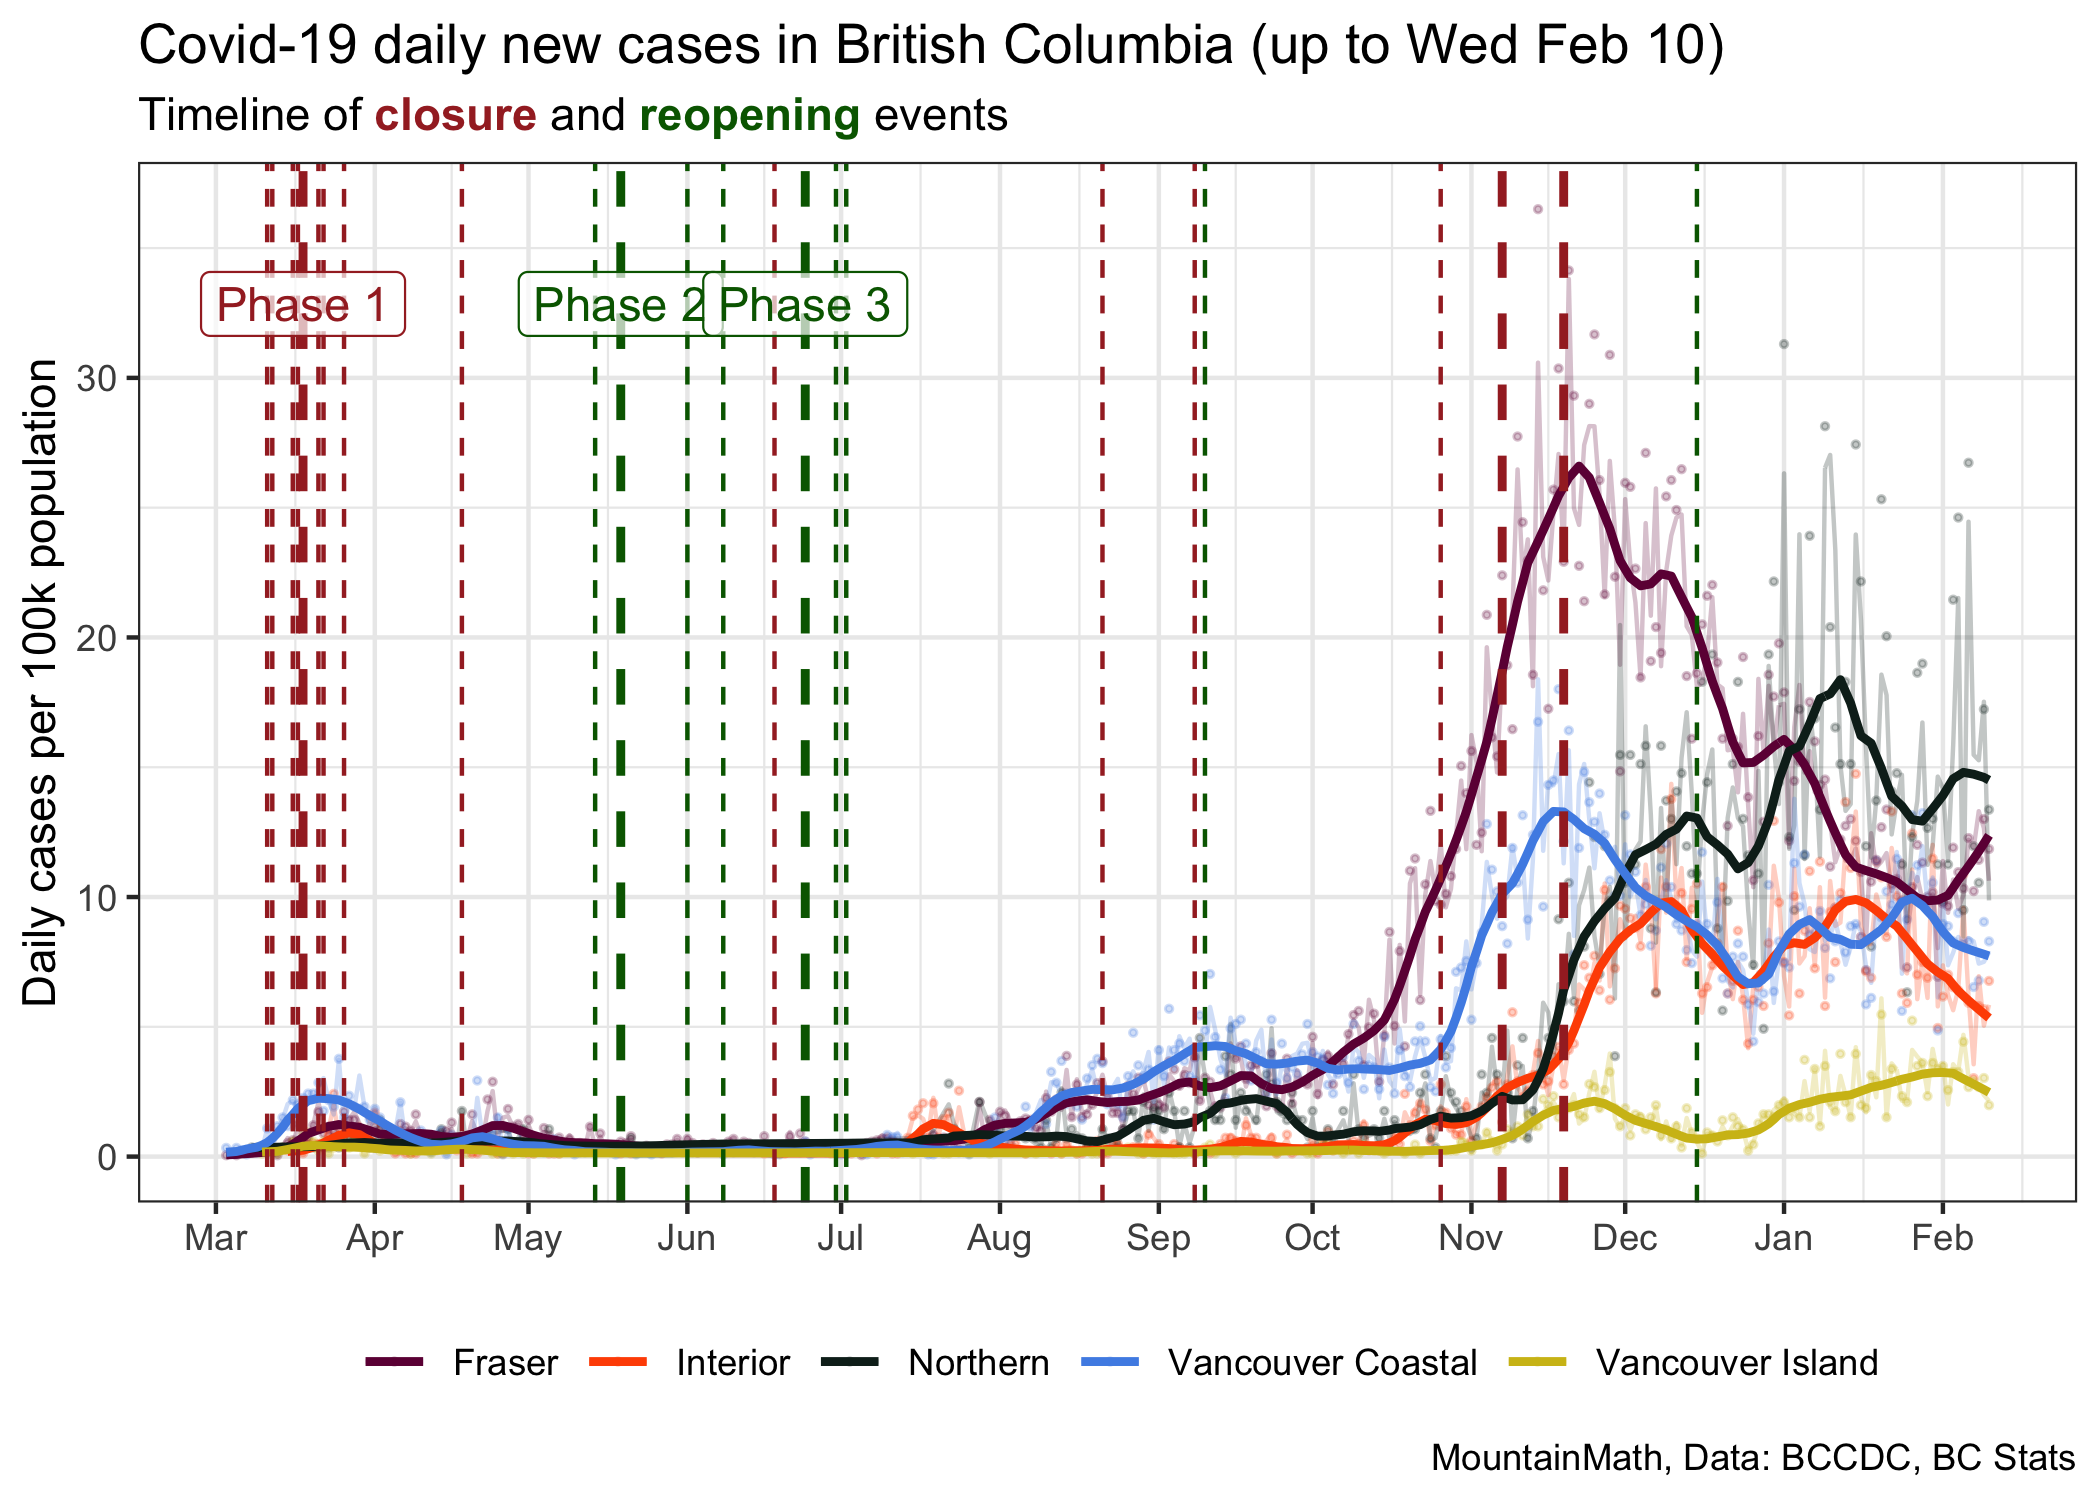 Covid-19 daily new cases in British Columbia (up to Wed Feb 10)
Timeline of closure and reopening events
Phase 1
Phase 2
Phase 3
Daily cases per 100k population
30
20
10
0
Mar Apr May Jun Jul Aug Sep Oct Nov Dec Jan Feb
Fraser Interior Northern Vancouver Coastal Vancouver Island
MountainMath, Data: BCCDC, BC Stats